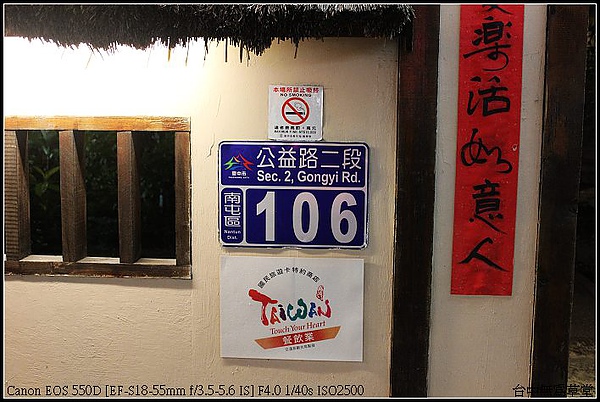 本場所禁止吸菸
NO SMOKING
公益路二段
Sec. 2, Gongyi Rd.
臺中市
南屯區
Nantun
Dist.
106
國民旅遊卡特約商店
TAIWAN
Touch Your Heart
餐飲業
樂活如意人
Canon EOS 550D [EF-S18-55mm f/3.5-5.6 IS] F4.0 1/40s ISO2500